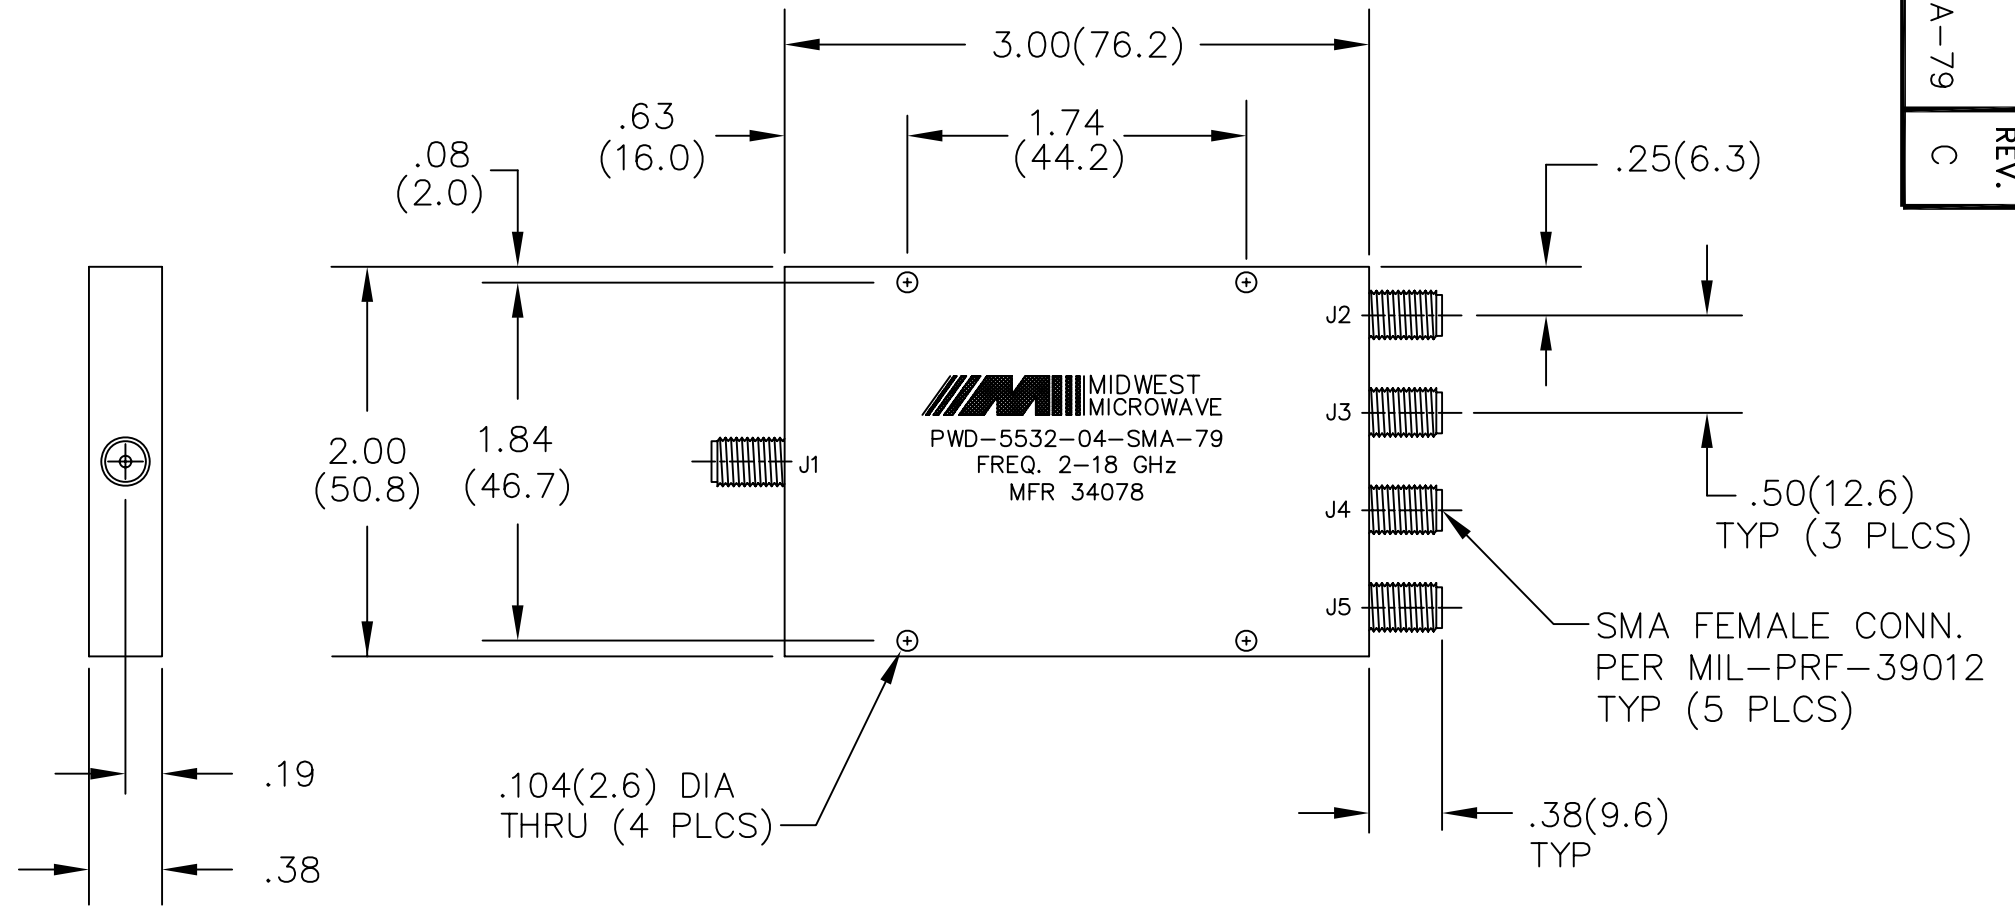 3.00(76.2)
.63
(16.0)
1.74
(44.2)
.08
(2.0)
.25(6.3)
A-79
REV.
C
J2
J3
J4
J5
J1
MIDWEST
MICROWAVE
PWD-5532-04-SMA-79
FREQ. 2-18 GHz
MFR 34078
2.00
(50.8)
1.84
(46.7)
.50(12.6)
TYP (3 PLCS)
SMA FEMALE CONN.
PER MIL-PRF-39012
TYP (5 PLCS)
.19
.38
.104(2.6) DIA
THRU (4 PLCS)
.38(9.6)
TYP